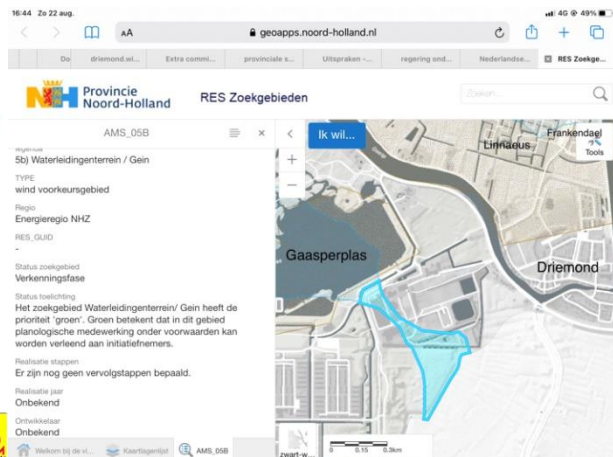 16:44 Zo 22 aug.
4G 49%
AA
geoapps.noord-holland.nl
Do
driemond.wi...
Extra commi...
provinciale s...
Uitspraken -...
regering ond...
Nederlandse...
RES Zoekge...
NH
Provincie
Noord-Holland
RES Zoekgebieden
Zoeken...
AMS_05B
legenda
5b) Waterleidingenterrein / Gein
TYPE
wind voorkeursgebied
Regio
Energieregio NHZ
RES_GUID
-
Status zoekgebied
Verkenningsfase
Status toelichting
Het zoekgebied Waterleidingenterrein/ Gein heeft de
prioriteit 'groen'. Groen betekent dat in dit gebied
planologische medewerking onder voorwaarden kan
worden verleend aan initiatiefnemers.
Realisatie stappen
Er zijn nog geen vervolgstappen bepaald.
Realisatie jaar
Onbekend
Ontwikkelaar
Onbekend
Welkom bij de vi...
Kaartlagenlijst
AMS_05B
Ik wil...
Frankendael
Linnaeus
Tools
Gaasperplas
Driemond
zwart-w...
0 0.15 0.3km